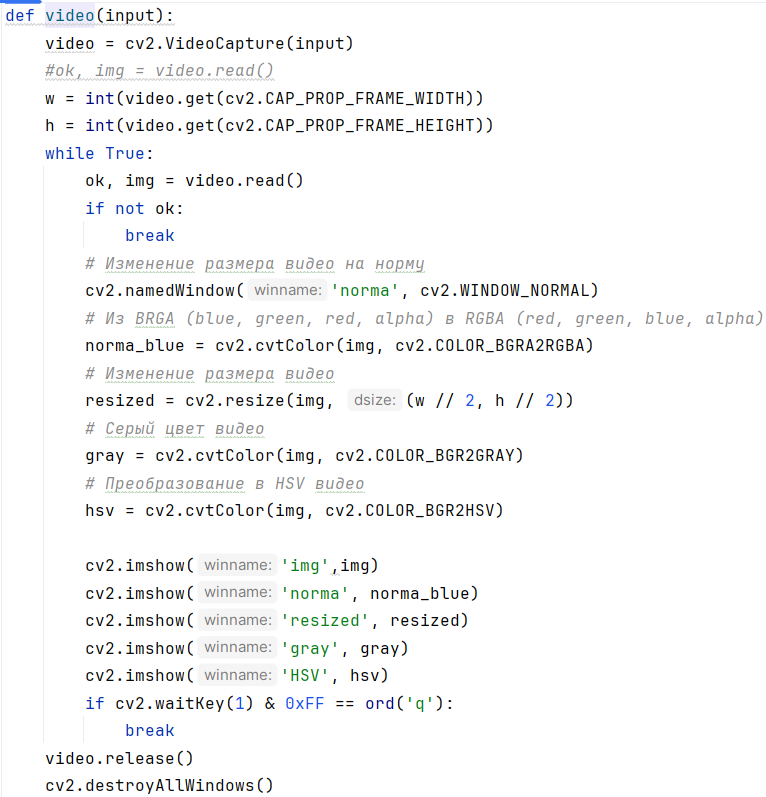 def video(input):
    video = cv2.VideoCapture(input)
    #ok, img = video.read()
    w = int(video.get(cv2.CAP_PROP_FRAME_WIDTH))
    h = int(video.get(cv2.CAP_PROP_FRAME_HEIGHT))
    while True:
        ok, img = video.read()
        if not ok:
            break
        # Изменение размера видео на норму
        cv2.namedWindow( winname: 'norma', cv2.WINDOW_NORMAL)
        # Из BRGA (blue, green, red, alpha) в RGBA (red, green, blue, alpha)
        norma_blue = cv2.cvtColor(img, cv2.COLOR_BGRA2RGBA)
        # Изменение размера видео
        resized = cv2.resize(img, dsize: (w // 2, h // 2))
        # Серый цвет видео
        gray = cv2.cvtColor(img, cv2.COLOR_BGR2GRAY)
        # Преобразование в HSV видео
        hsv = cv2.cvtColor(img, cv2.COLOR_BGR2HSV)

        cv2.imshow( winname: 'img',img)
        cv2.imshow( winname: 'norma', norma_blue)
        cv2.imshow( winname: 'resized', resized)
        cv2.imshow( winname: 'gray', gray)
        cv2.imshow( winname: 'HSV', hsv)
        if cv2.waitKey(1) & 0xFF == ord('q'):
            break
    video.release()
    cv2.destroyAllWindows()